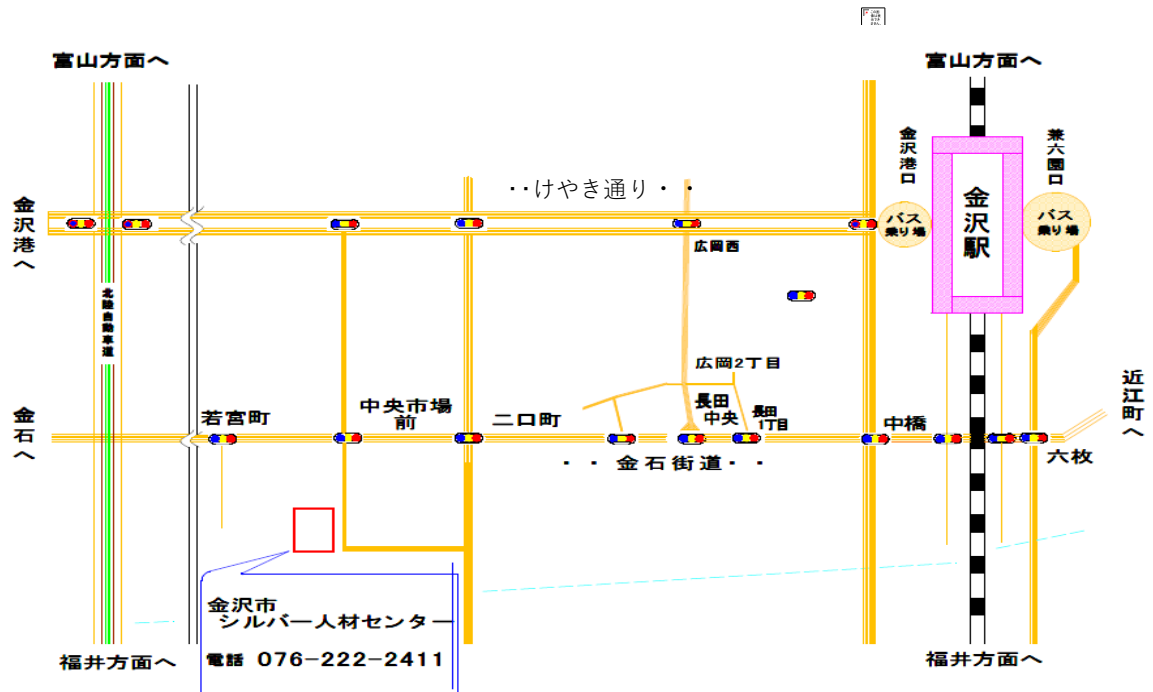 富山方面へ
富山方面へ
金沢港口
兼六園口
‥けやき通り・・
金沢港へ
金沢駅
バス
乗り場
バス
乗り場
広岡西
北陸自動車道
広岡2丁目
近江町へ
金石へ
若宮町
中央市場
前
二口町
長田
中央
長田
1丁目
中橋
六枚
・・金石街道・・
金沢市
シルバー人材センター
電話 076-222-2411
福井方面へ
福井方面へ